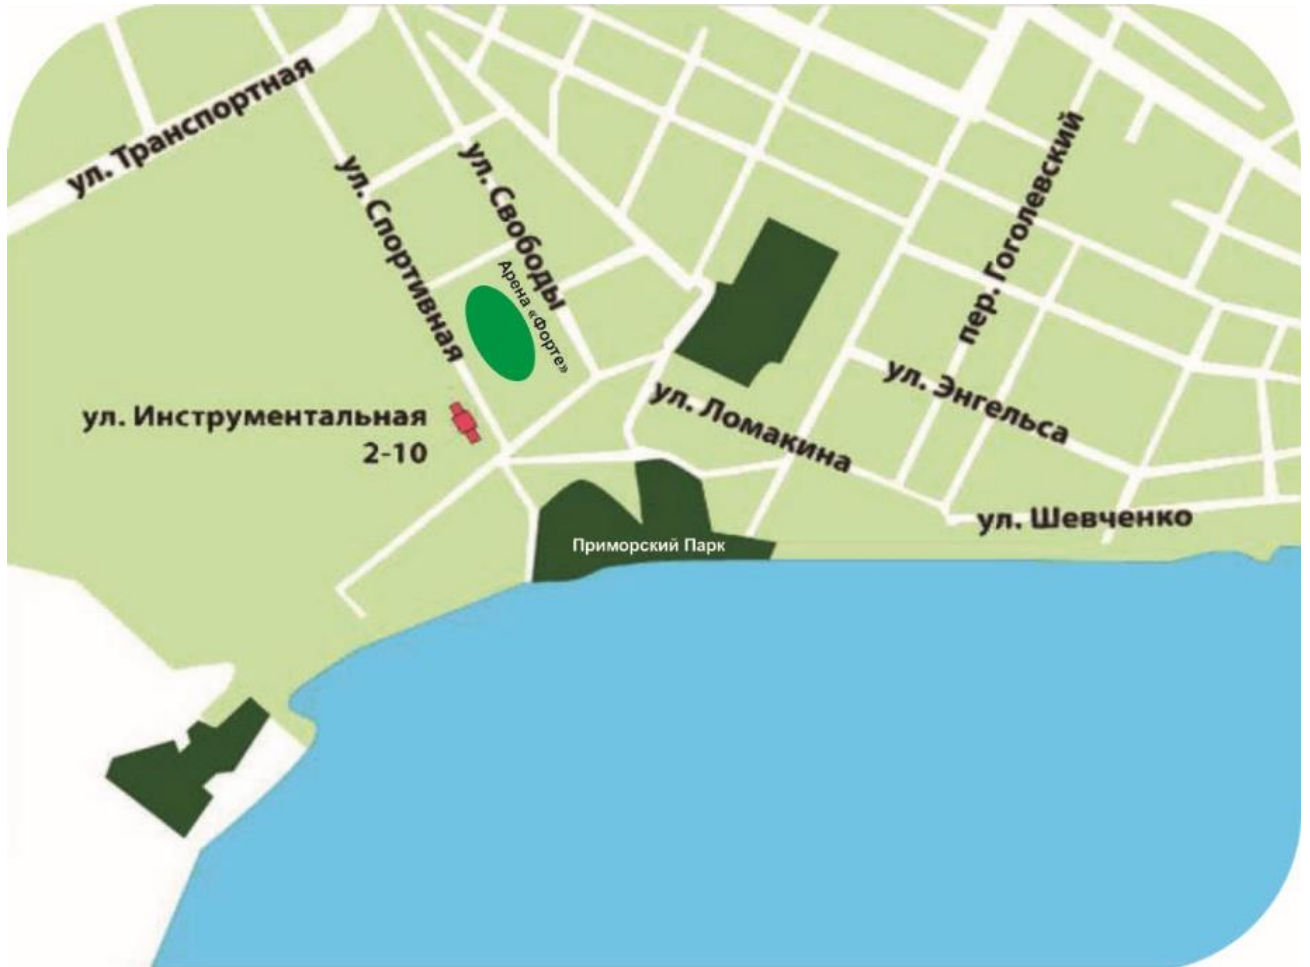 ул. Транспортная
ул. Спортивная
ул. Свободы
Арена «Форте»
пер. Гоголевский
ул. Энгельса
ул. Ломакина
ул. Инструментальная
2-10
ул. Шевченко
Приморский Парк